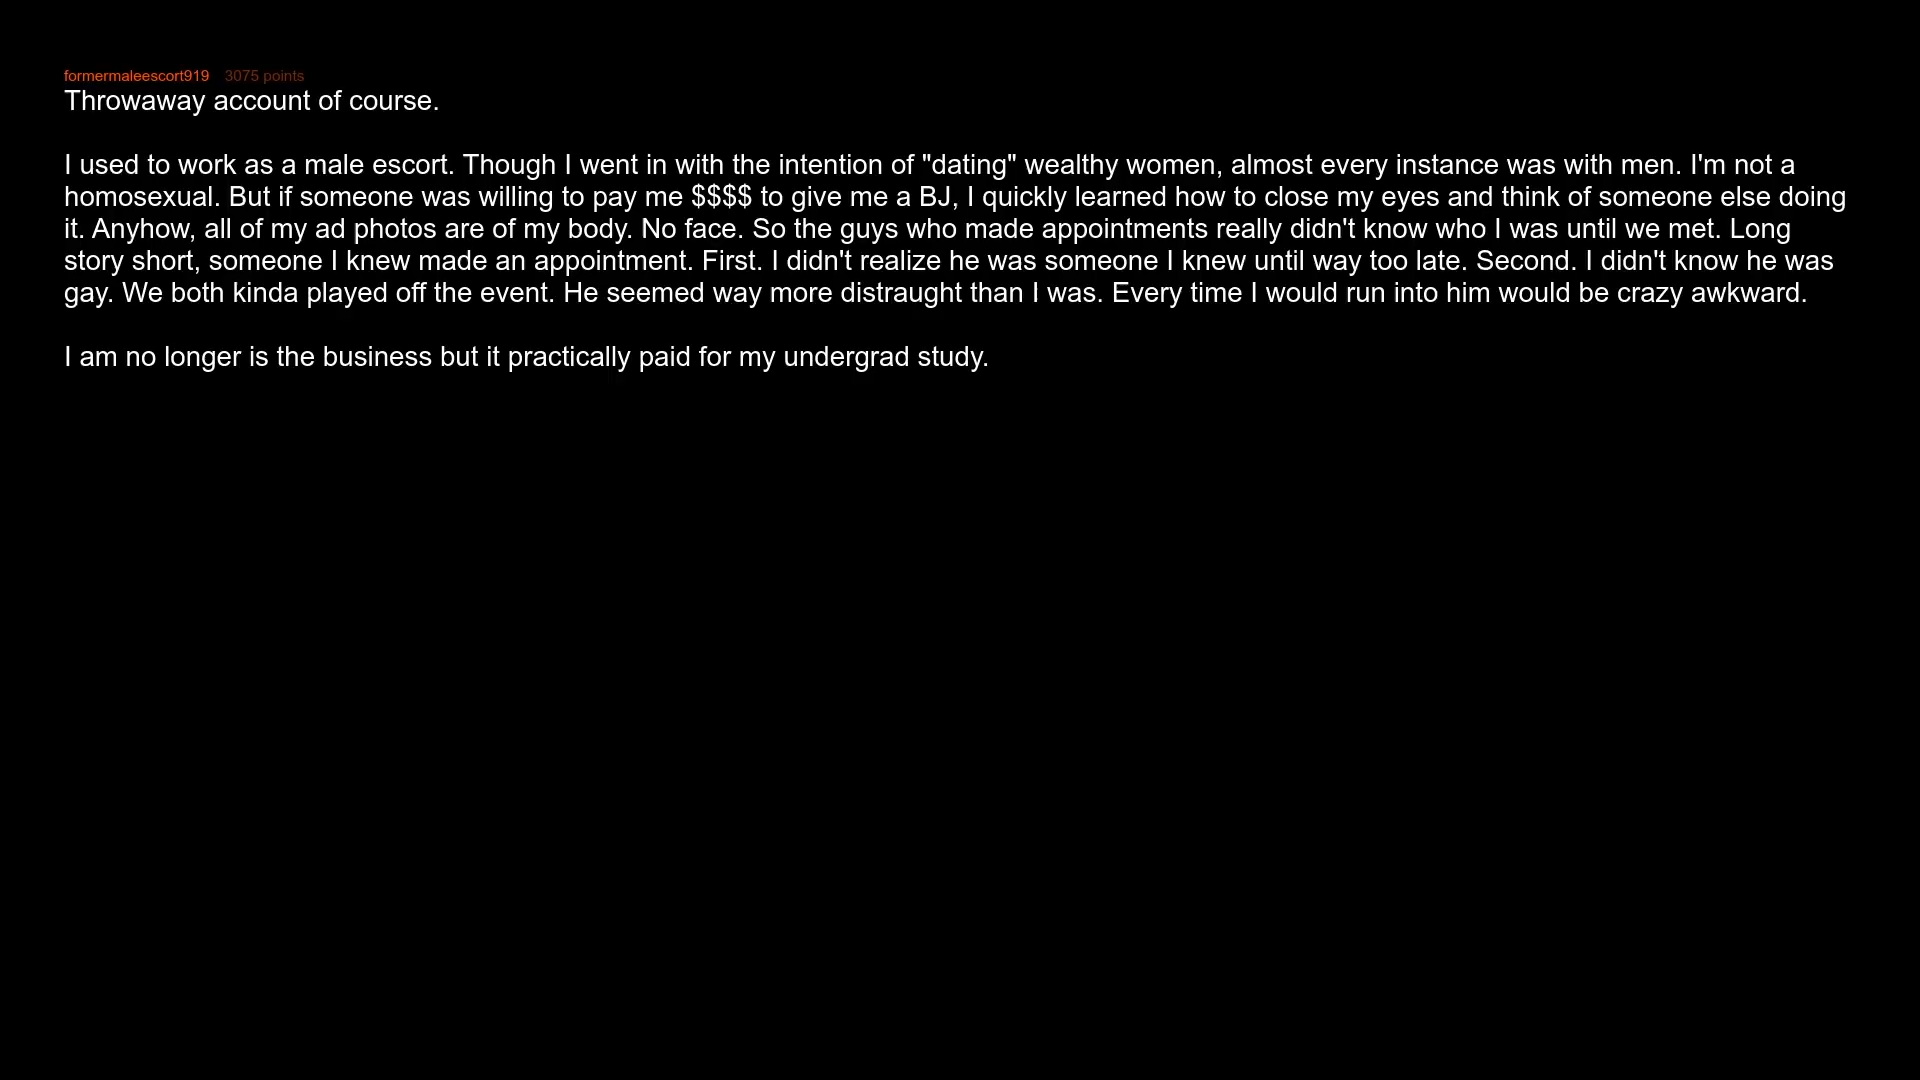 formermaleescort919 3075 points
Throwaway account of course.
I used to work as a male escort. Though I went in with the intention of "dating" wealthy women, almost every instance was with men. I'm not a
homosexual. But if someone was willing to pay me $$$$ to give me a BJ, I quickly learned how to close my eyes and think of someone else doing
it. Anyhow, all of my ad photos are of my body. No face. So the guys who made appointments really didn't know who I was until we met. Long
story short, someone I knew made an appointment. First. I didn't realize he was someone I knew until way too late. Second. I didn't know he was
gay. We both kinda played off the event. He seemed way more distraught than I was. Every time I would run into him would be crazy awkward.
I am no longer is the business but it practically paid for my undergrad study.